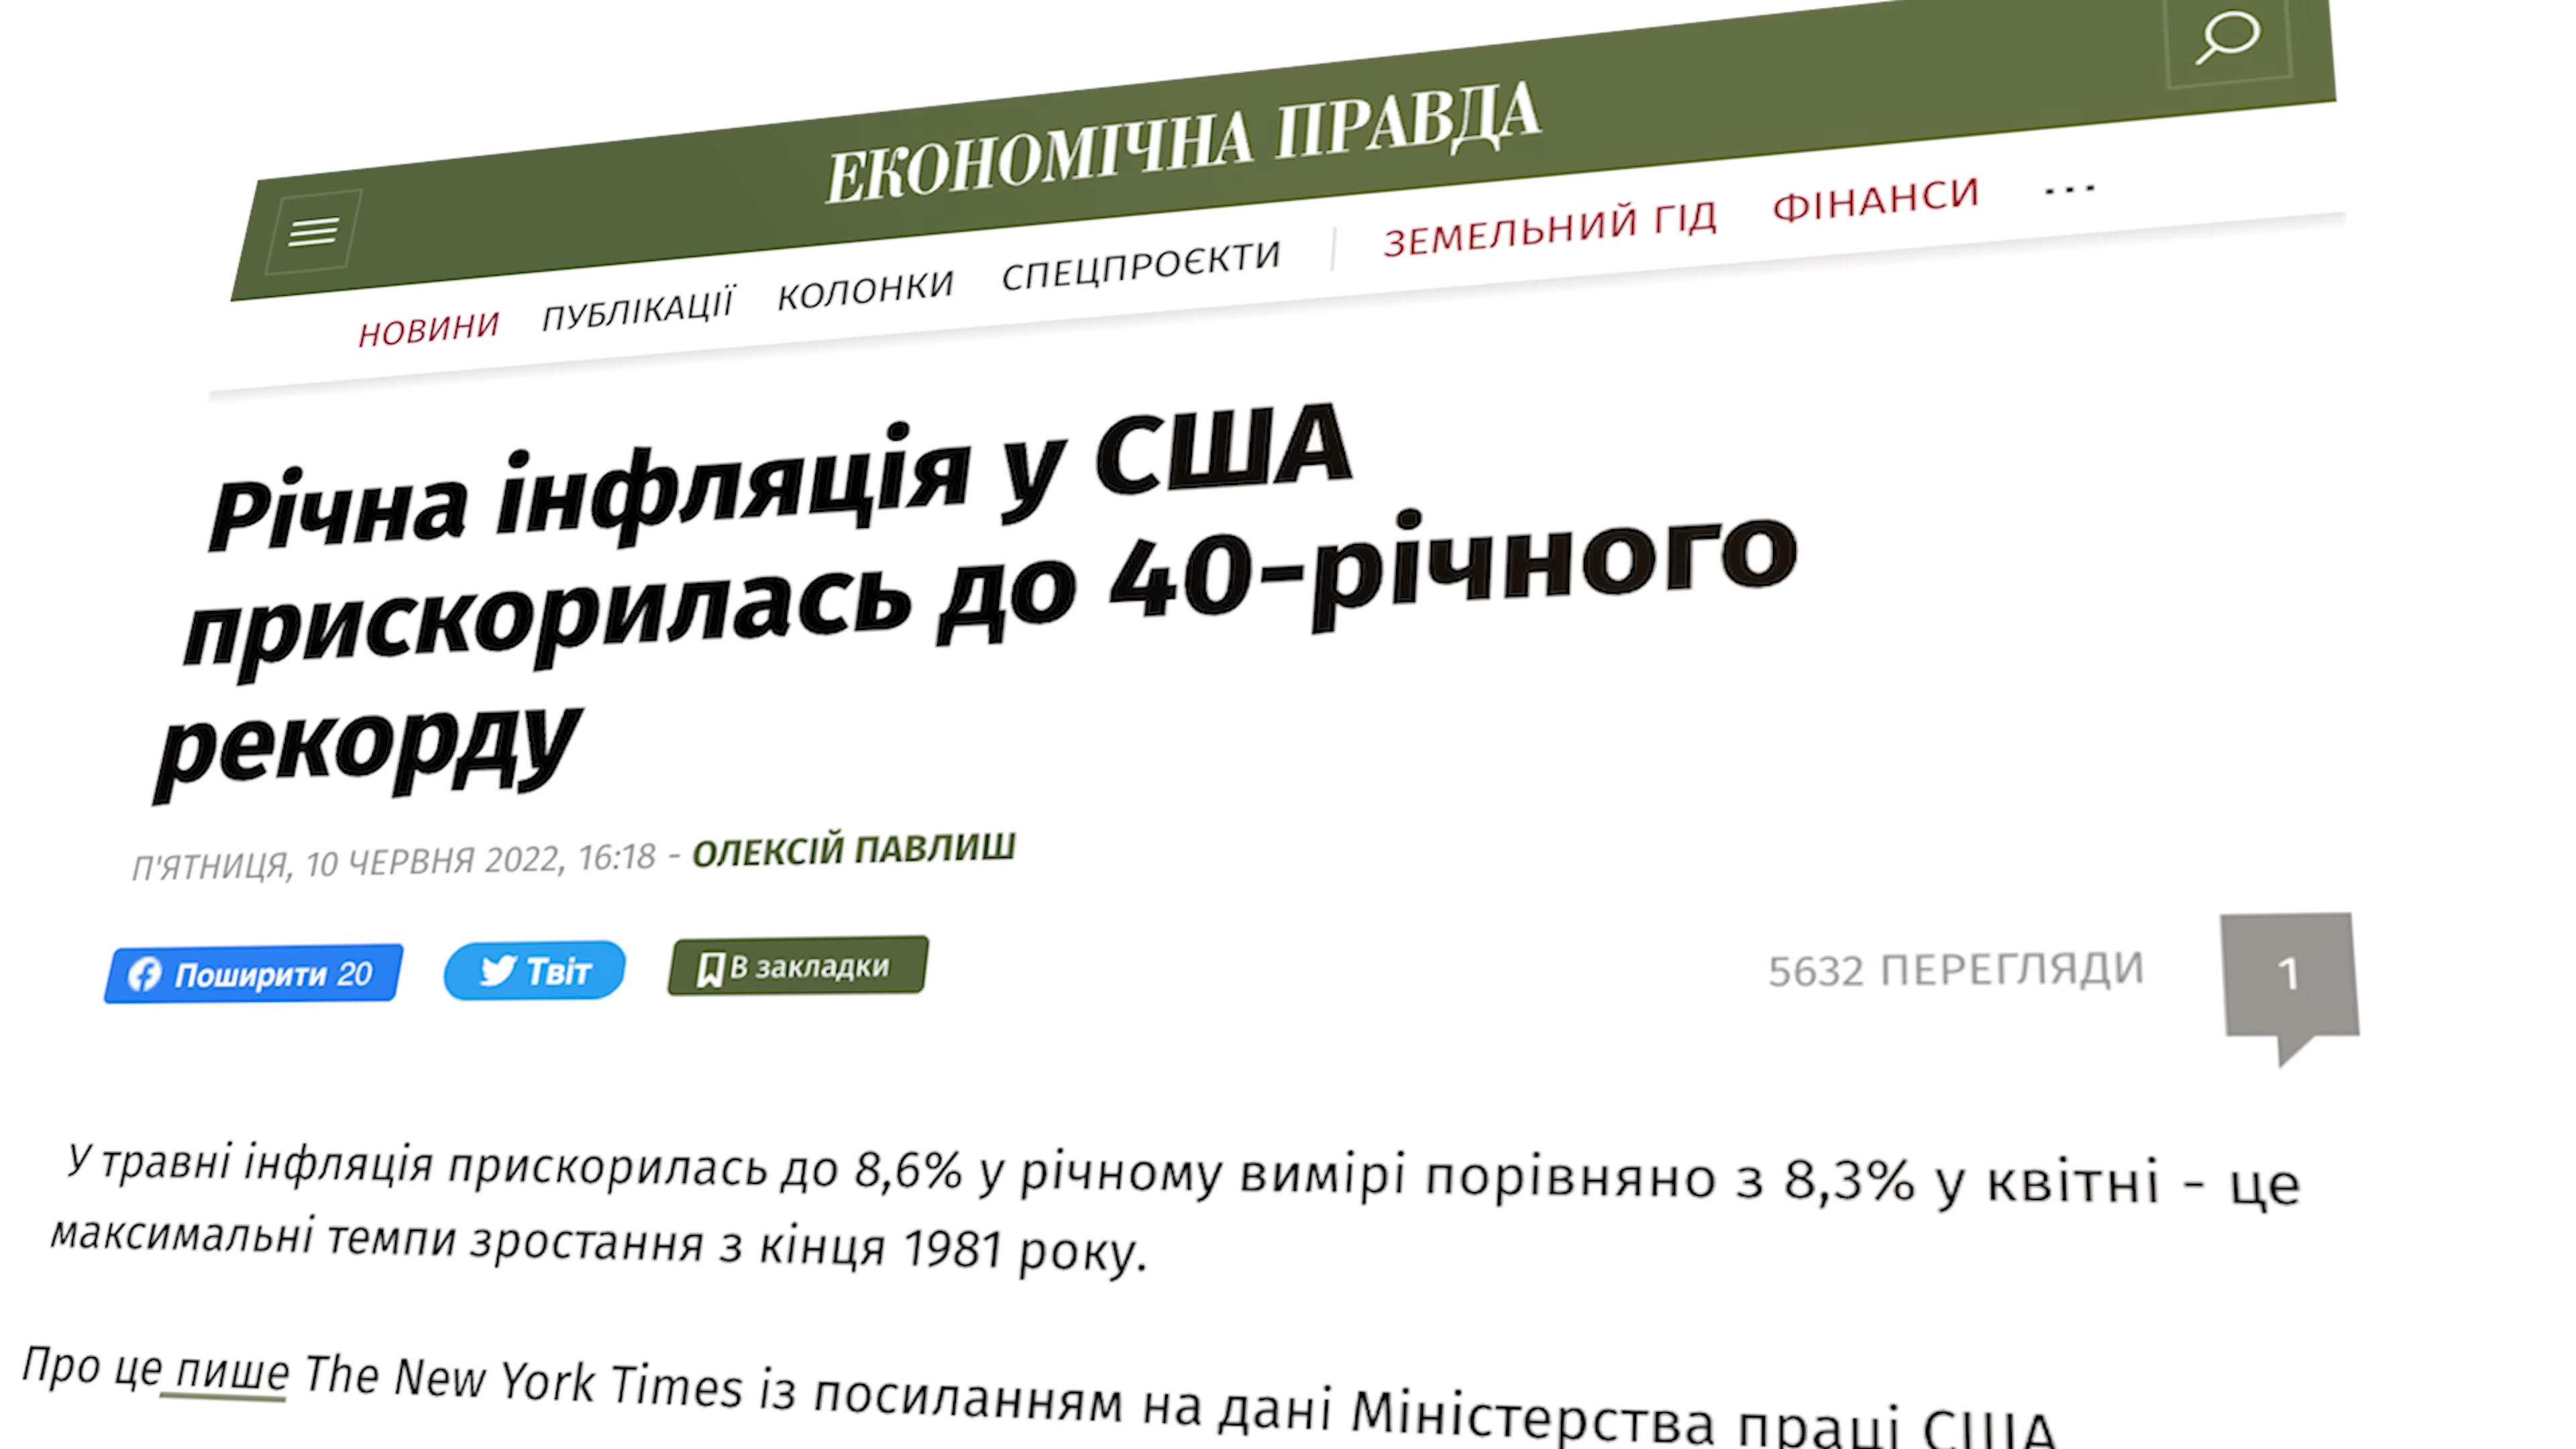 ЕКОНОМІЧНА ПРАВДА
НОВИНИ ПУБЛІКАЦІЇ КОЛОНКИ СПЕЦПРОЄКТИ ЗЕМЕЛЬНИЙ ГІД ФІНАНСИ ...
Річна інфляція у США
прискорилась до 40-річного
рекорду
П'ЯТНИЦЯ, 10 ЧЕРВНЯ 2022, 16:18 - ОЛЕКСІЙ ПАВЛИШ
Поширити 20 Твіт В закладки 5632 ПЕРЕГЛЯДИ 1
У травні інфляція прискорилась до 8,6% у річному вимірі порівняно з 8,3% у квітні - це
максимальні темпи зростання з кінця 1981 року.
Про це пише The New York Times із посиланням на дані Міністерства праці США